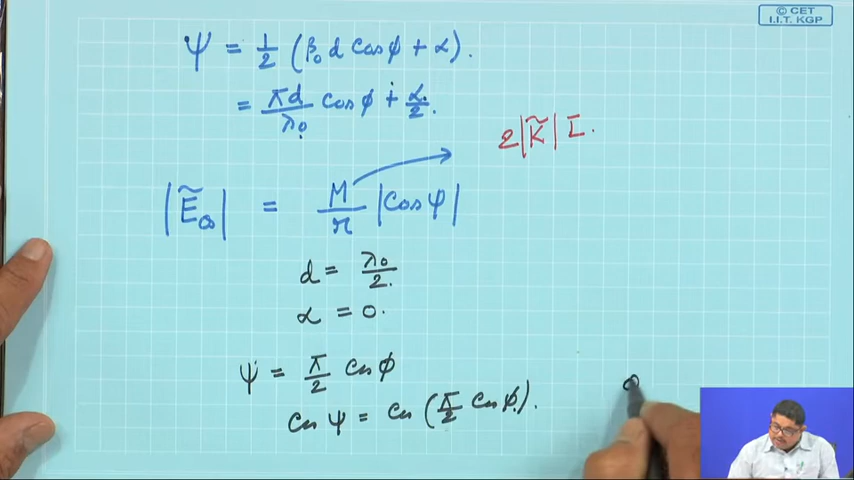 © CET
I.I.T. KGP
Ψ = 1/2 (β₀ d cos ϕ + α).
= πd/λ₀ cos ϕ + α/2.
2|K̃| I.
|Ẽθ| = M/r |cos ψ|
d = λ₀/2.
α = 0.
ψ = π/2 cos ϕ
cos ψ = cos (π/2 cos ϕ).